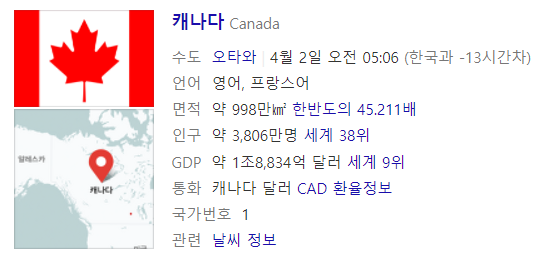 캐나다 Canada
수도 오타와 | 4월 2일 오전 05:06 (한국과 -13시간차)
언어 영어, 프랑스어
면적 약 998만㎢ 한반도의 45.211배
인구 약 3,806만명 세계 38위
GDP 약 1조8,834억 달러 세계 9위
통화 캐나다 달러 CAD 환율정보
국가번호 1
관련 날씨 정보
알래스카
캐나다